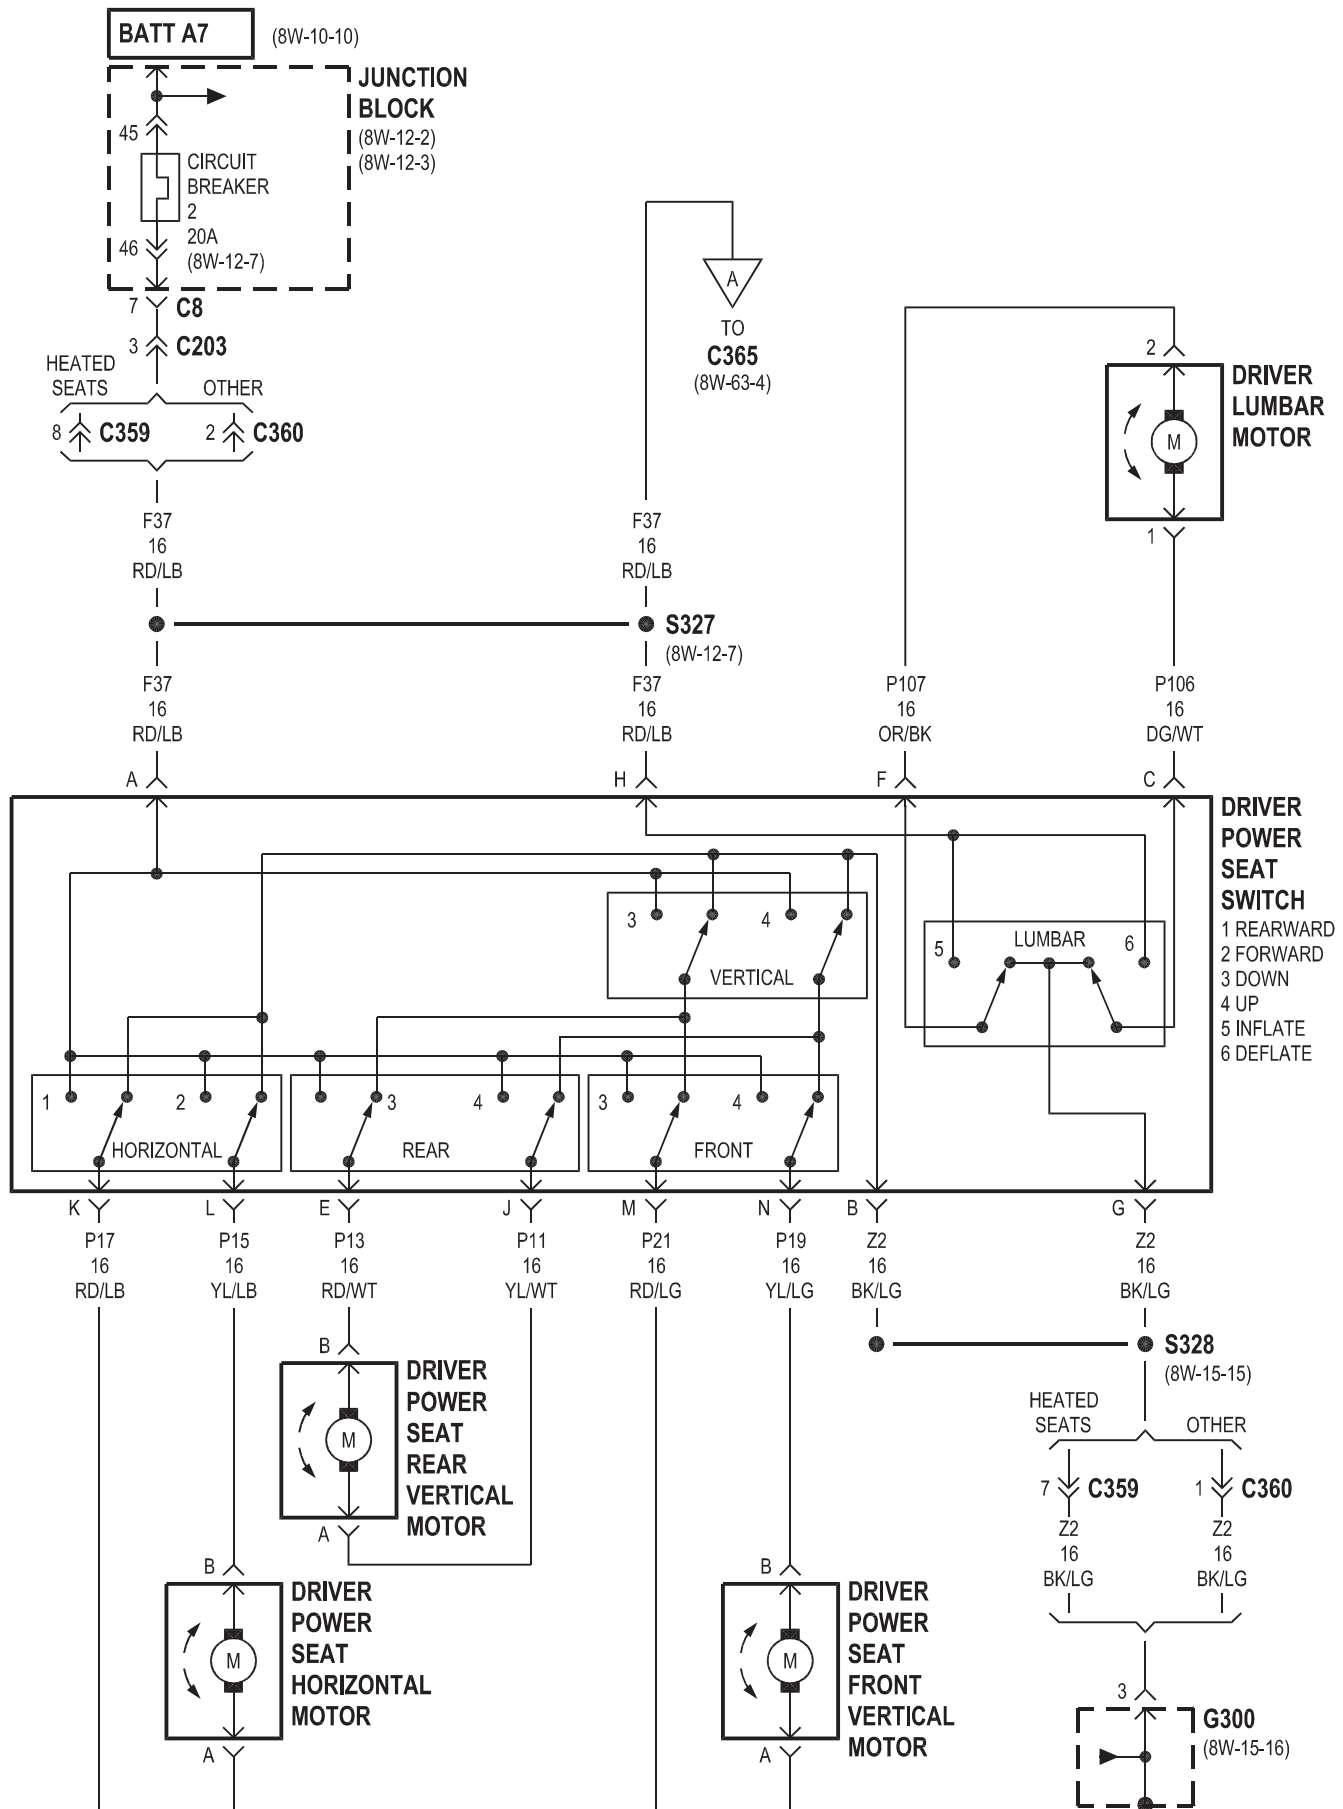 BATT A7 (8W-10-10)
JUNCTION
BLOCK
(8W-12-2)
(8W-12-3)
45
CIRCUIT
BREAKER
2
20A
(8W-12-7)
46
7 C8
3 C203
HEATED
SEATS
OTHER
8 C359
2 C360
F37
16
RD/LB
A
TO
C365
(8W-63-4)
F37
16
RD/LB
2
DRIVER
LUMBAR
MOTOR
M
1
S327
(8W-12-7)
F37
16
RD/LB
F37
16
RD/LB
P107
16
OR/BK
P106
16
DG/WT
A
H
F
C
DRIVER
POWER
SEAT
SWITCH
1 REARWARD
2 FORWARD
3 DOWN
4 UP
5 INFLATE
6 DEFLATE
3
4
VERTICAL
5
LUMBAR
6
1
2
HORIZONTAL
3
4
REAR
3
4
FRONT
K
L
E
J
M
N
B
G
P17
16
RD/LB
P15
16
YL/LB
P13
16
RD/WT
P11
16
YL/WT
P21
16
RD/LG
P19
16
YL/LG
Z2
16
BK/LG
Z2
16
BK/LG
B
M
A
DRIVER
POWER
SEAT
REAR
VERTICAL
MOTOR
S328
(8W-15-15)
HEATED
SEATS
OTHER
7 C359
1 C360
Z2
16
BK/LG
Z2
16
BK/LG
B
M
A
DRIVER
POWER
SEAT
HORIZONTAL
MOTOR
B
M
A
DRIVER
POWER
SEAT
FRONT
VERTICAL
MOTOR
3
G300
(8W-15-16)